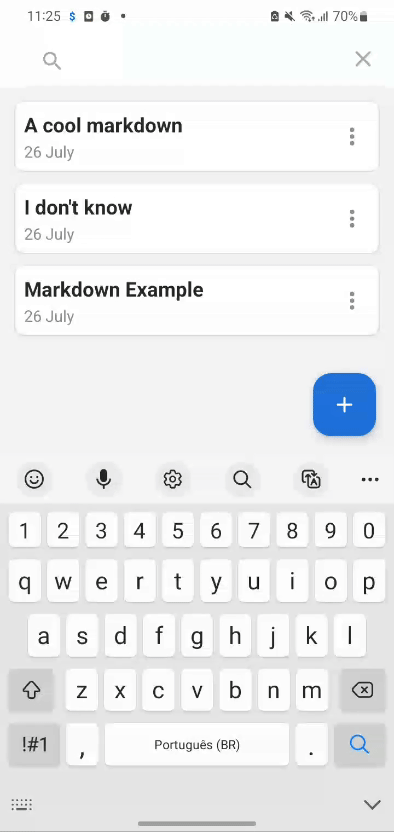 11:25 $ 70%
A cool markdown
26 July
I don't know
26 July
Markdown Example
26 July
+
1 2 3 4 5 6 7 8 9 0
q w e r t y u i o p
a s d f g h j k l
z x c v b n m
!#1 , Português (BR) .